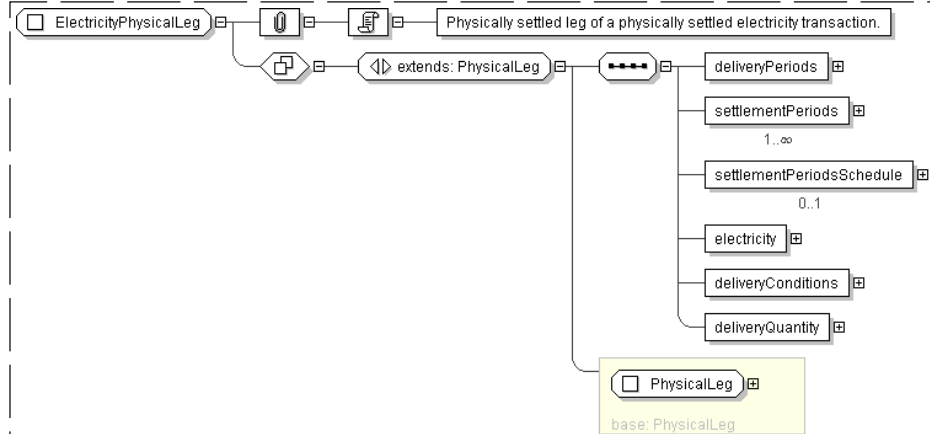 ElectricityPhysicalLeg
Physically settled leg of a physically settled electricity transaction.
extends: PhysicalLeg
deliveryPeriods
settlementPeriods
1..∞
settlementPeriodsSchedule
0..1
electricity
deliveryConditions
deliveryQuantity
PhysicalLeg
base: PhysicalLeg